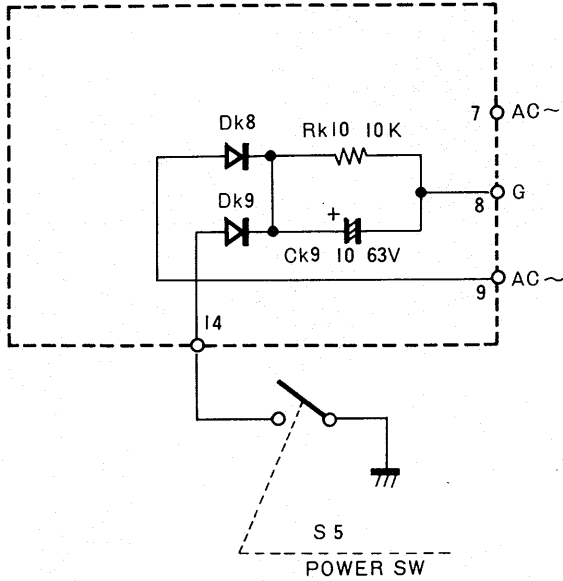 7 AC~
Dk8
Rk10 10K
Dk9
8 G
+
Ck9 10 63V
9 AC~
14
S5
POWER SW